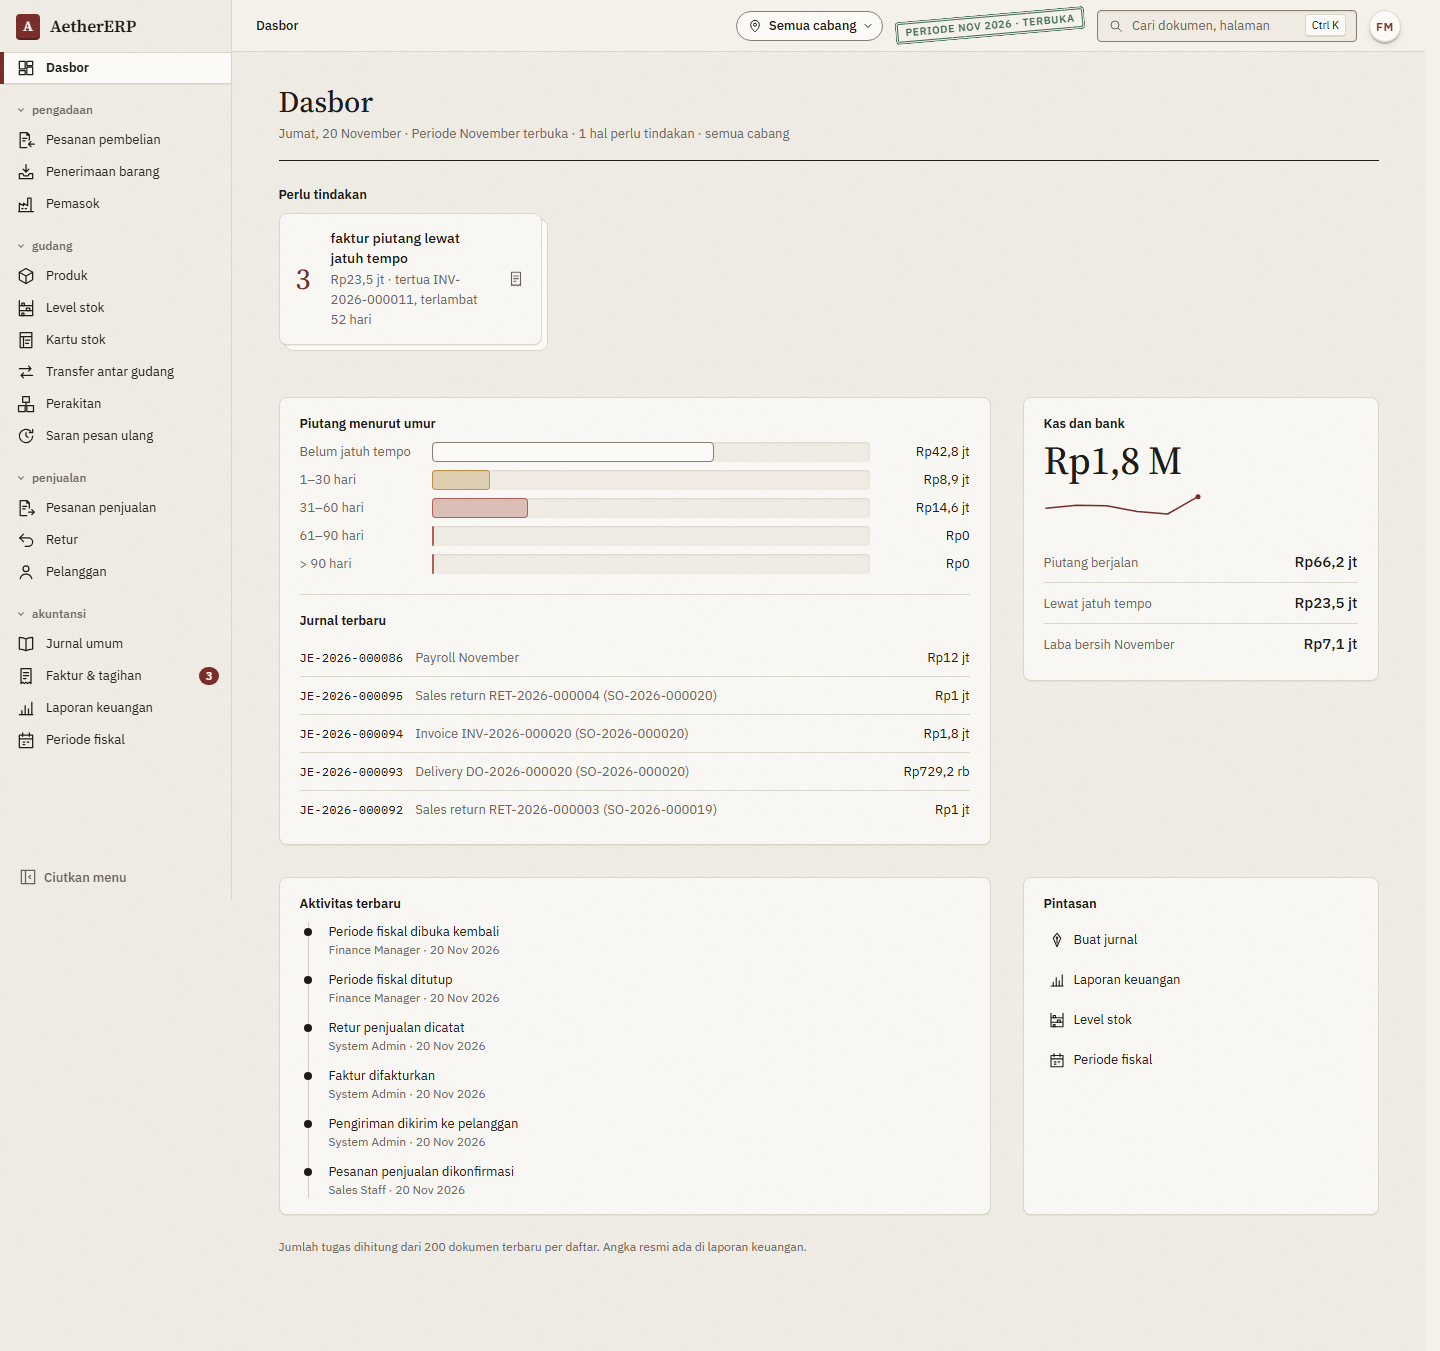 A AetherERP
Dasbor
Semua cabang
PERIODE NOV 2026 · TERBUKA
Cari dokumen, halaman
Ctrl K
FM
Dasbor
pengadaan
Pesanan pembelian
Penerimaan barang
Pemasok
gudang
Produk
Level stok
Kartu stok
Transfer antar gudang
Perakitan
Saran pesan ulang
penjualan
Pesanan penjualan
Retur
Pelanggan
akuntansi
Jurnal umum
Faktur & tagihan 3
Laporan keuangan
Periode fiskal
Ciutkan menu
Dasbor
Jumat, 20 November · Periode November terbuka · 1 hal perlu tindakan · semua cabang
Perlu tindakan
3
faktur piutang lewat
jatuh tempo
Rp23,5 jt · tertua INV-
2026-000011, terlambat
52 hari
Piutang menurut umur
Belum jatuh tempo Rp42,8 jt
1–30 hari Rp8,9 jt
31–60 hari Rp14,6 jt
61–90 hari Rp0
> 90 hari Rp0
Jurnal terbaru
JE-2026-000086 Payroll November Rp12 jt
JE-2026-000095 Sales return RET-2026-000004 (SO-2026-000020) Rp1 jt
JE-2026-000094 Invoice INV-2026-000020 (SO-2026-000020) Rp1,8 jt
JE-2026-000093 Delivery DO-2026-000020 (SO-2026-000020) Rp729,2 rb
JE-2026-000092 Sales return RET-2026-000003 (SO-2026-000019) Rp1 jt
Kas dan bank
Rp1,8 M
Piutang berjalan Rp66,2 jt
Lewat jatuh tempo Rp23,5 jt
Laba bersih November Rp7,1 jt
Aktivitas terbaru
Periode fiskal dibuka kembali
Finance Manager · 20 Nov 2026
Periode fiskal ditutup
Finance Manager · 20 Nov 2026
Retur penjualan dicatat
System Admin · 20 Nov 2026
Faktur difakturkan
System Admin · 20 Nov 2026
Pengiriman dikirim ke pelanggan
System Admin · 20 Nov 2026
Pesanan penjualan dikonfirmasi
Sales Staff · 20 Nov 2026
Pintasan
Buat jurnal
Laporan keuangan
Level stok
Periode fiskal
Jumlah tugas dihitung dari 200 dokumen terbaru per daftar. Angka resmi ada di laporan keuangan.